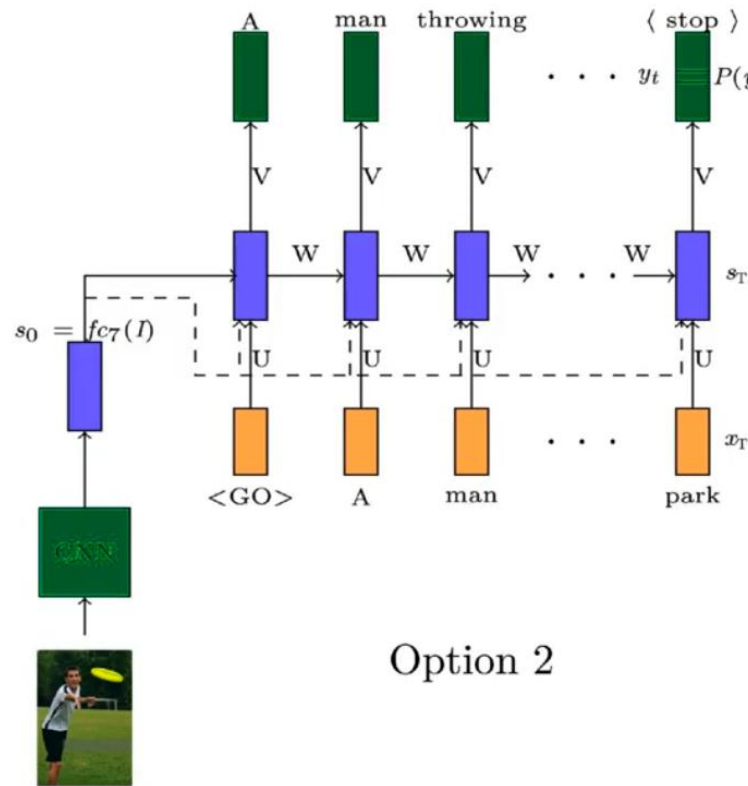 A man throwing ⟨ stop ⟩
· · · y_t P(y
V V V V
W W W W
· · · s_T
s_0 = fc_7(I)
U U U U
· · · x_T
<GO> A man park
CNN
Option 2